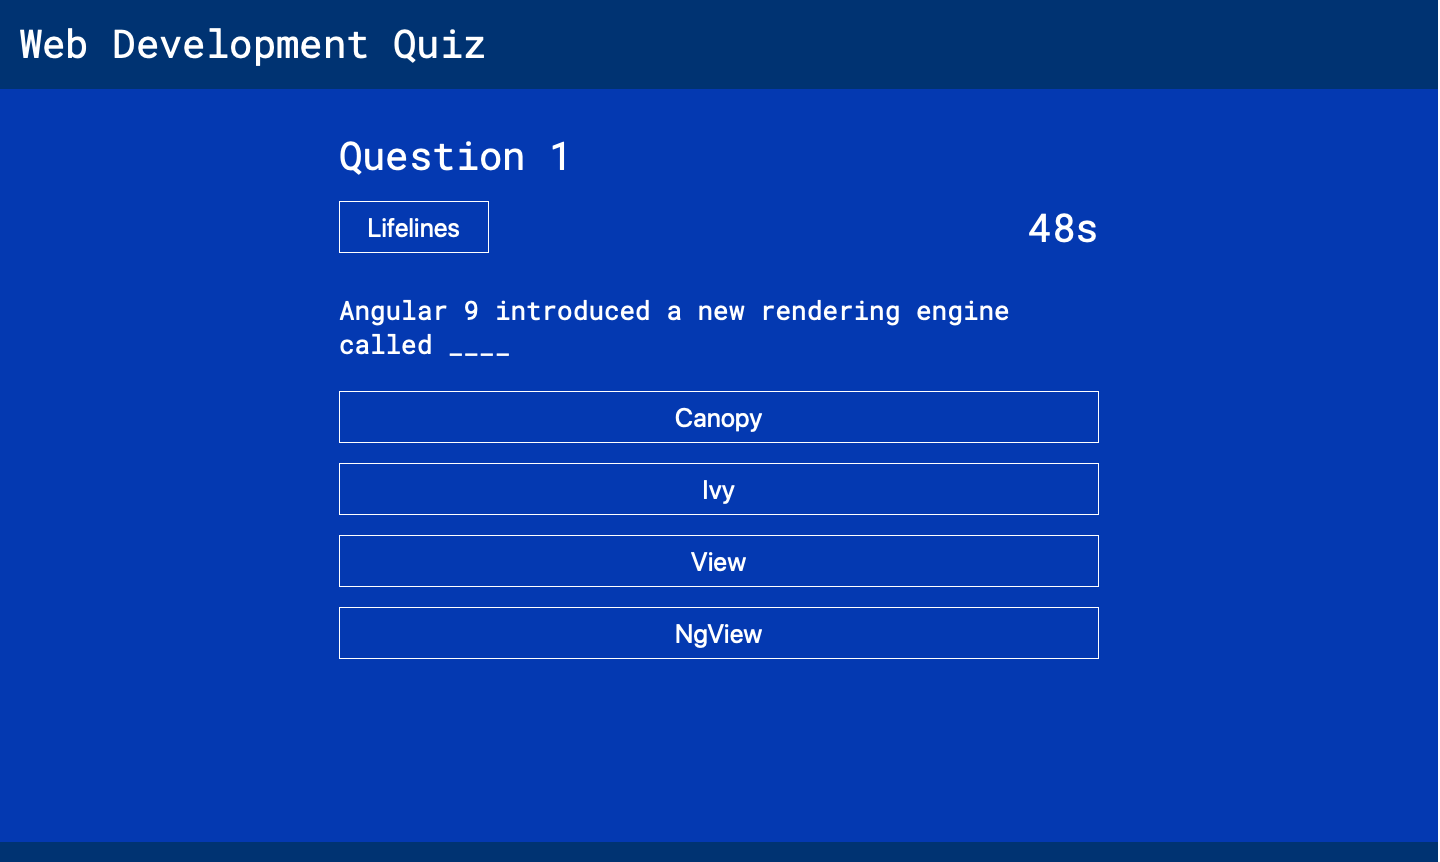 Web Development Quiz
Question 1
Lifelines
48s
Angular 9 introduced a new rendering engine
called ____
Canopy
Ivy
View
NgView